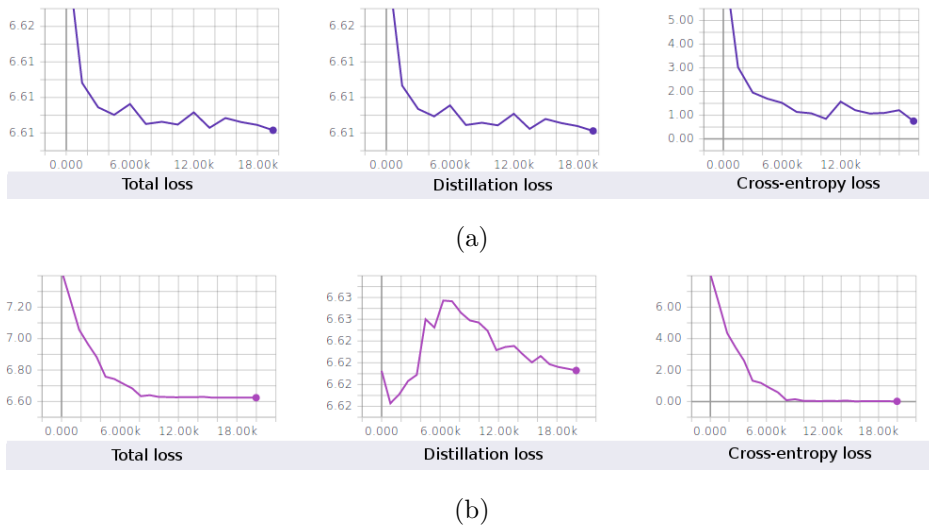 6.62 6.62 5.00
4.00
6.61 6.61 3.00
6.61 6.61 2.00
1.00
6.61 6.61 0.00
0.000 6.000k 12.00k 18.00k 0.000 6.000k 12.00k 18.00k 0.000 6.000k 12.00k
Total loss Distillation loss Cross-entropy loss
(a)
7.20 6.63 6.00
6.63
7.00 6.62 4.00
6.80 6.62 2.00
6.62
6.60 6.62 0.00
0.000 6.000k 12.00k 18.00k 0.000 6.000k 12.00k 18.00k 0.000 6.000k 12.00k 18.00k
Total loss Distillation loss Cross-entropy loss
(b)